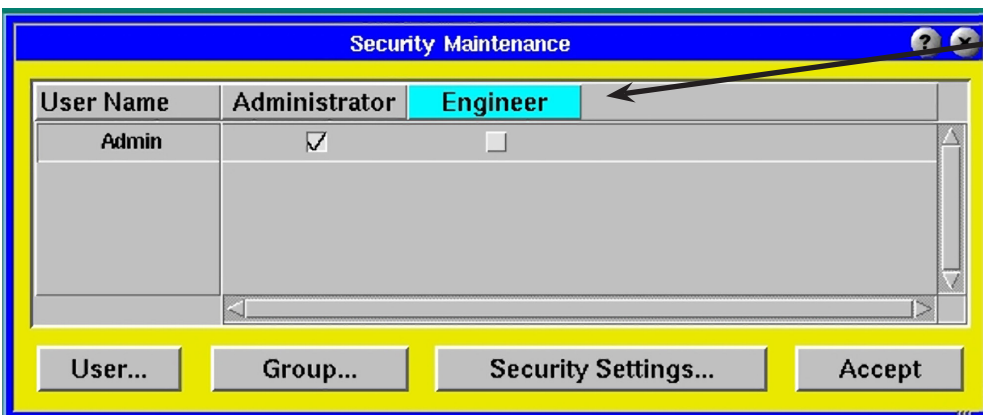 Security Maintenance ?
User Name Administrator Engineer
Admin
User... Group... Security Settings... Accept